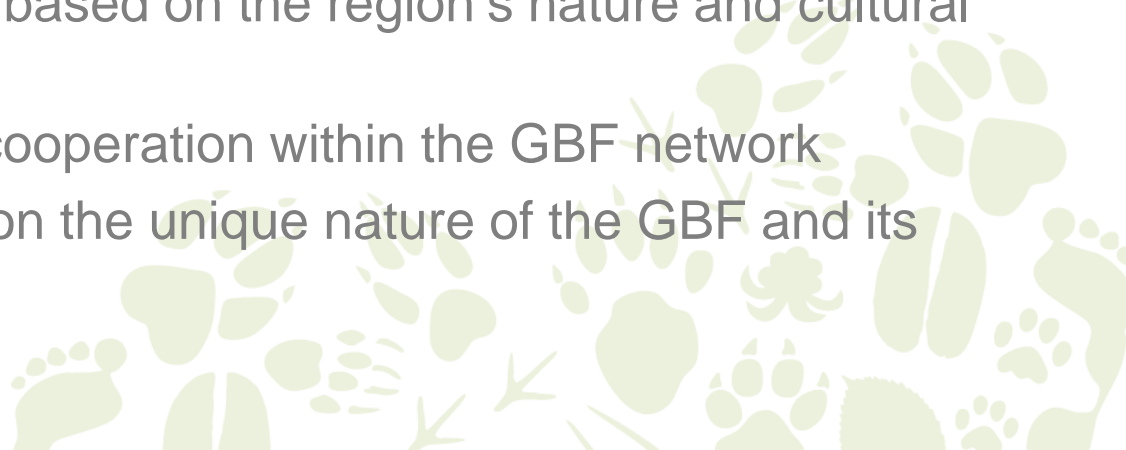 based on the region's nature and cultural
cooperation within the GBF network
on the unique nature of the GBF and its